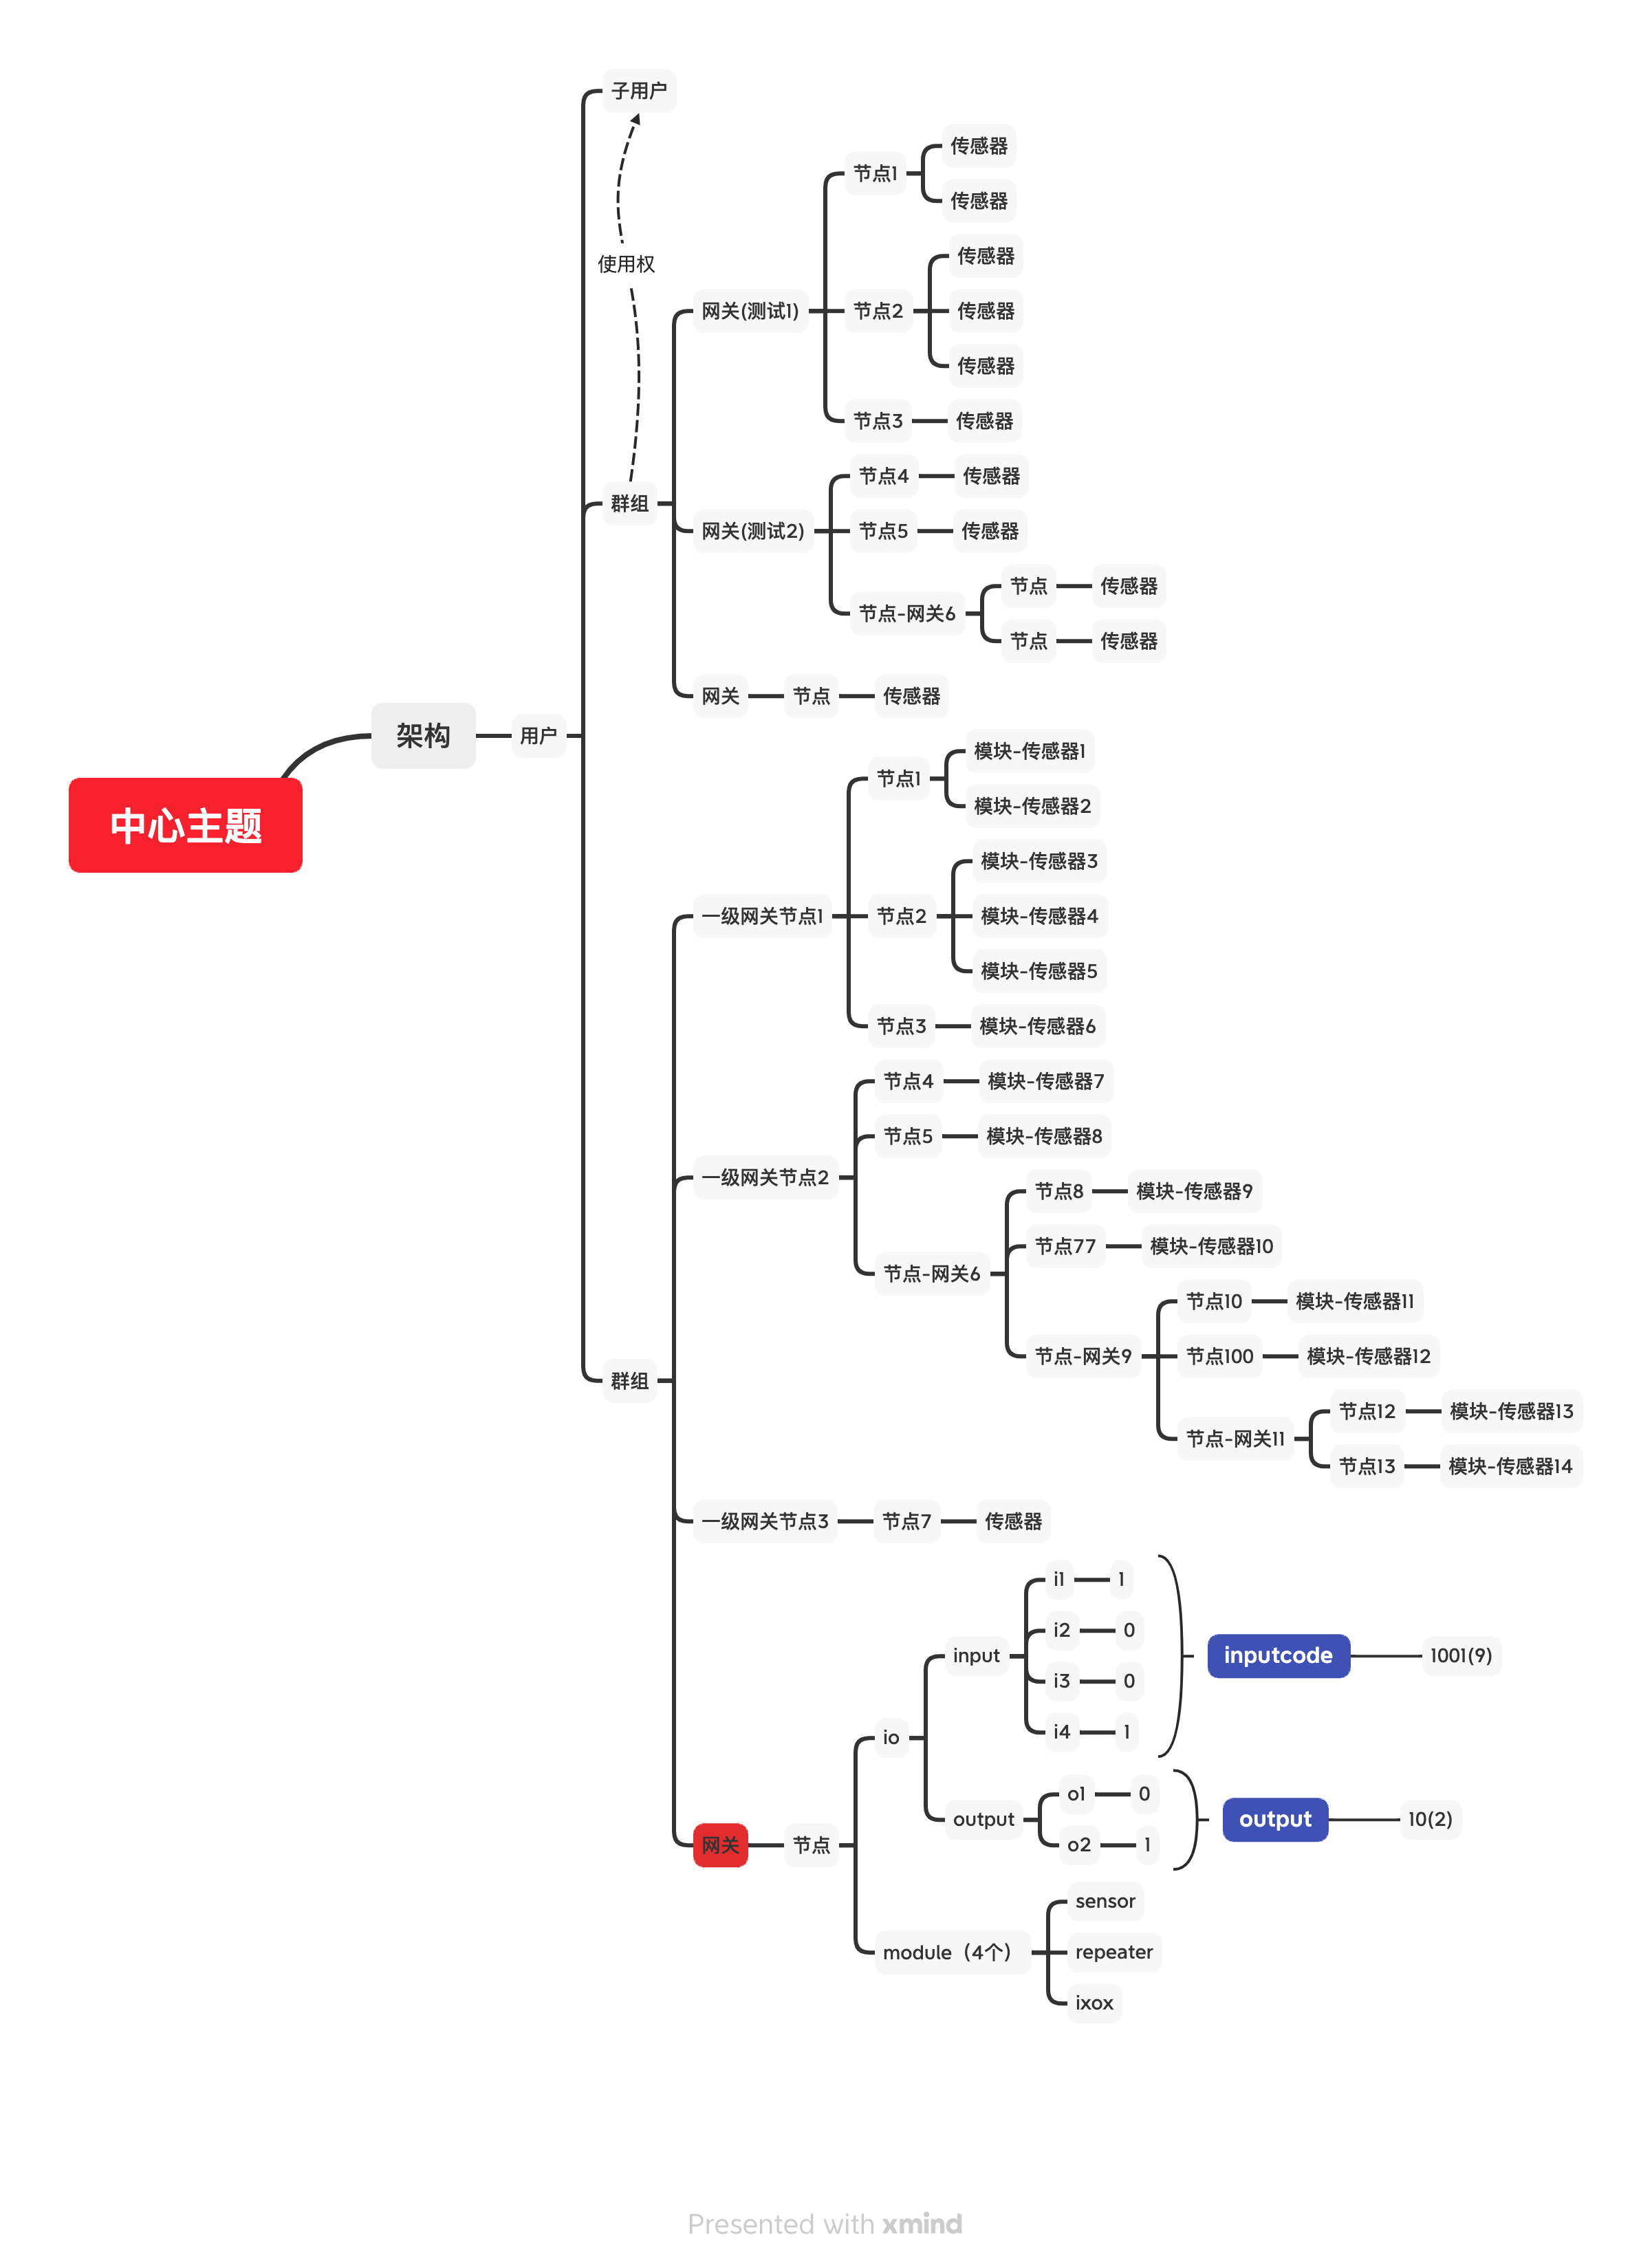 子用户
使用权
传感器
节点1
传感器
传感器
网关(测试1)
节点2
传感器
传感器
节点3
传感器
节点4
传感器
群组
网关(测试2)
节点5
传感器
节点-网关6
节点
传感器
节点
传感器
网关
节点
传感器
架构
用户
中心主题
节点1
模块-传感器1
模块-传感器2
模块-传感器3
一级网关节点1
节点2
模块-传感器4
模块-传感器5
节点3
模块-传感器6
节点4
模块-传感器7
节点5
模块-传感器8
一级网关节点2
节点8
模块-传感器9
节点77
模块-传感器10
节点-网关6
节点10
模块-传感器11
节点-网关9
节点100
模块-传感器12
群组
节点12
模块-传感器13
节点-网关11
节点13
模块-传感器14
一级网关节点3
节点7
传感器
i1
1
i2
0
input
inputcode
1001(9)
i3
0
i4
1
io
o1
0
output
output
10(2)
o2
1
网关
节点
sensor
module（4个）
repeater
ixox
Presented with xmind